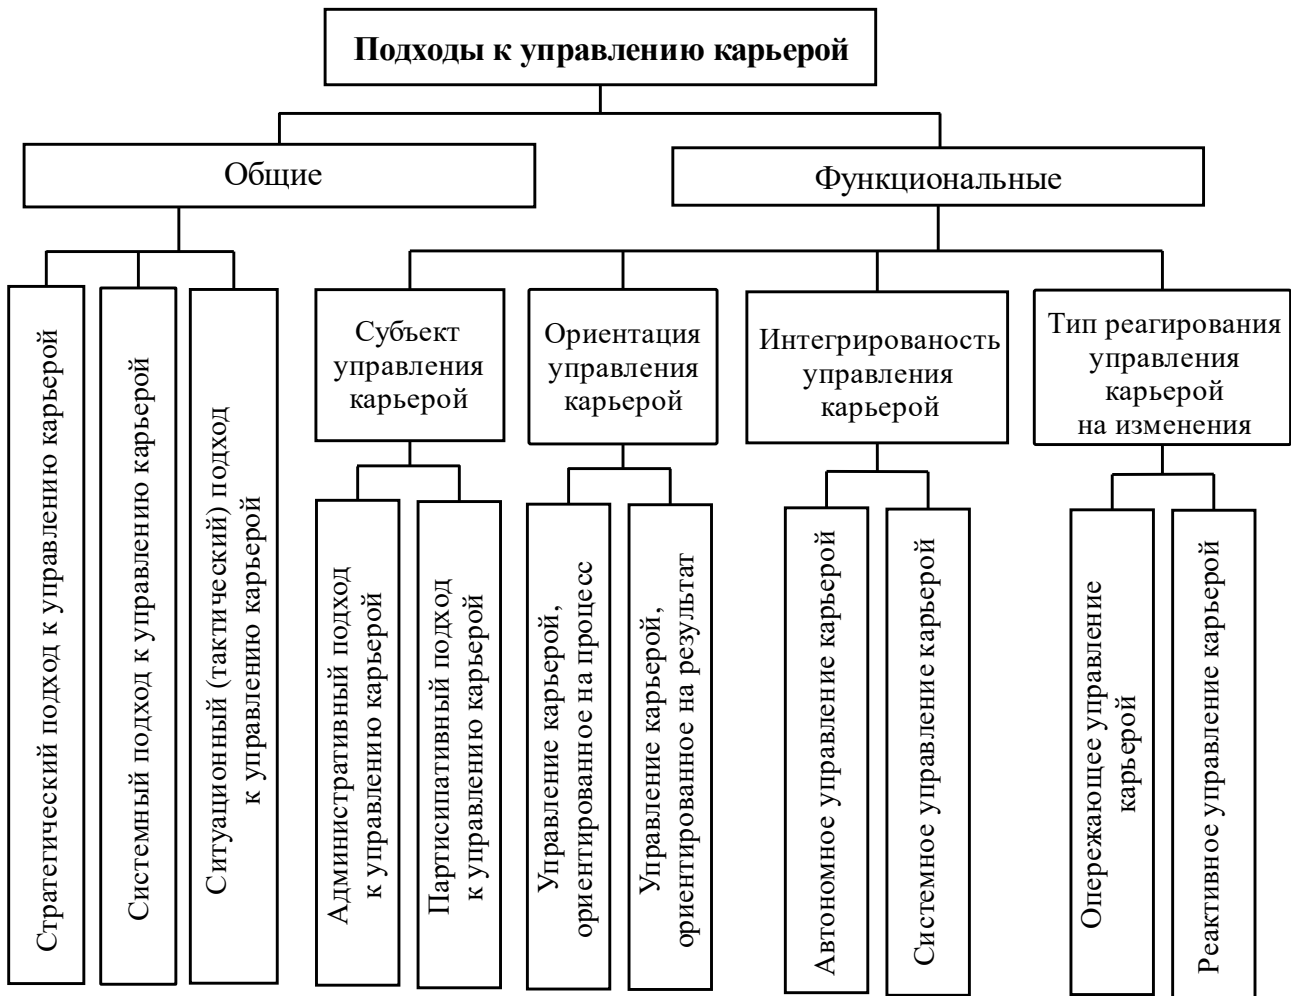 Подходы к управлению карьерой
Общие
Функциональные
Стратегический подход к управлению карьерой
Системный подход к управлению карьерой
Ситуационный (тактический) подход
к управлению карьерой
Субъект
управления
карьерой
Административный подход
к управлению карьерой
Партисипативный подход
к управлению карьерой
Ориентация
управления
карьерой
Управление карьерой,
ориентированное на процесс
Управление карьерой,
ориентированное на результат
Интегрированость
управления
карьерой
Автономное управление карьерой
Системное управление карьерой
Тип реагирования
управления
карьерой
на изменения
Опережающее управление
карьерой
Реактивное управление карьерой